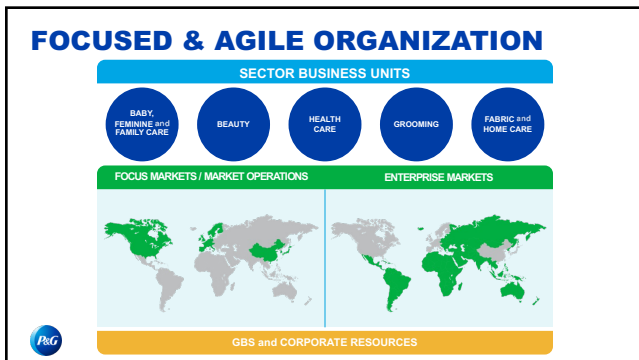 FOCUSED & AGILE ORGANIZATION
SECTOR BUSINESS UNITS
BABY,
FEMININE and
FAMILY CARE
BEAUTY
HEALTH
CARE
GROOMING
FABRIC and
HOME CARE
FOCUS MARKETS / MARKET OPERATIONS
ENTERPRISE MARKETS
P&G
GBS and CORPORATE RESOURCES